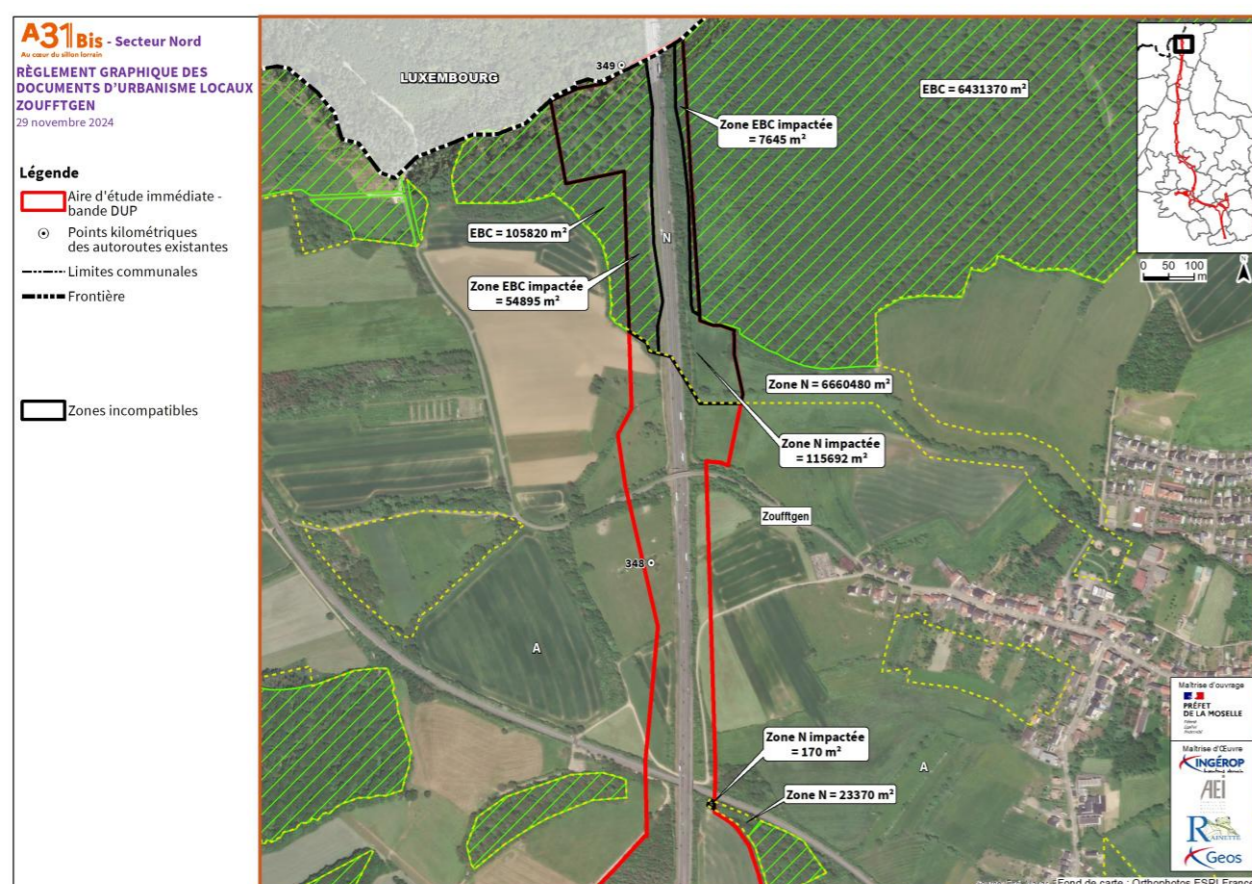 A31 Bis - Secteur Nord
Au cœur du sillon lorrain
RÈGLEMENT GRAPHIQUE DES
DOCUMENTS D'URBANISME LOCAUX
ZOUFFTGEN
29 novembre 2024
Légende
Aire d'étude immédiate -
bande DUP
Points kilométriques
des autoroutes existantes
Limites communales
Frontière
Zones incompatibles
LUXEMBOURG
349
EBC = 6431370 m²
Zone EBC impactée
= 7645 m²
EBC = 105820 m²
N
Zone EBC impactée
= 54895 m²
Zone N = 6660480 m²
Zone N impactée
= 115692 m²
Zoufftgen
348
A
Zone N impactée
= 170 m²
A
Zone N = 23370 m²
0 50 100
m
N
Maîtrise d'ouvrage
PRÉFET
DE LA MOSELLE
Maîtrise d'Œuvre
INGÉROP
AEI
RAINETTE
Geos
Fond de carte : Orthophotos ESRI France